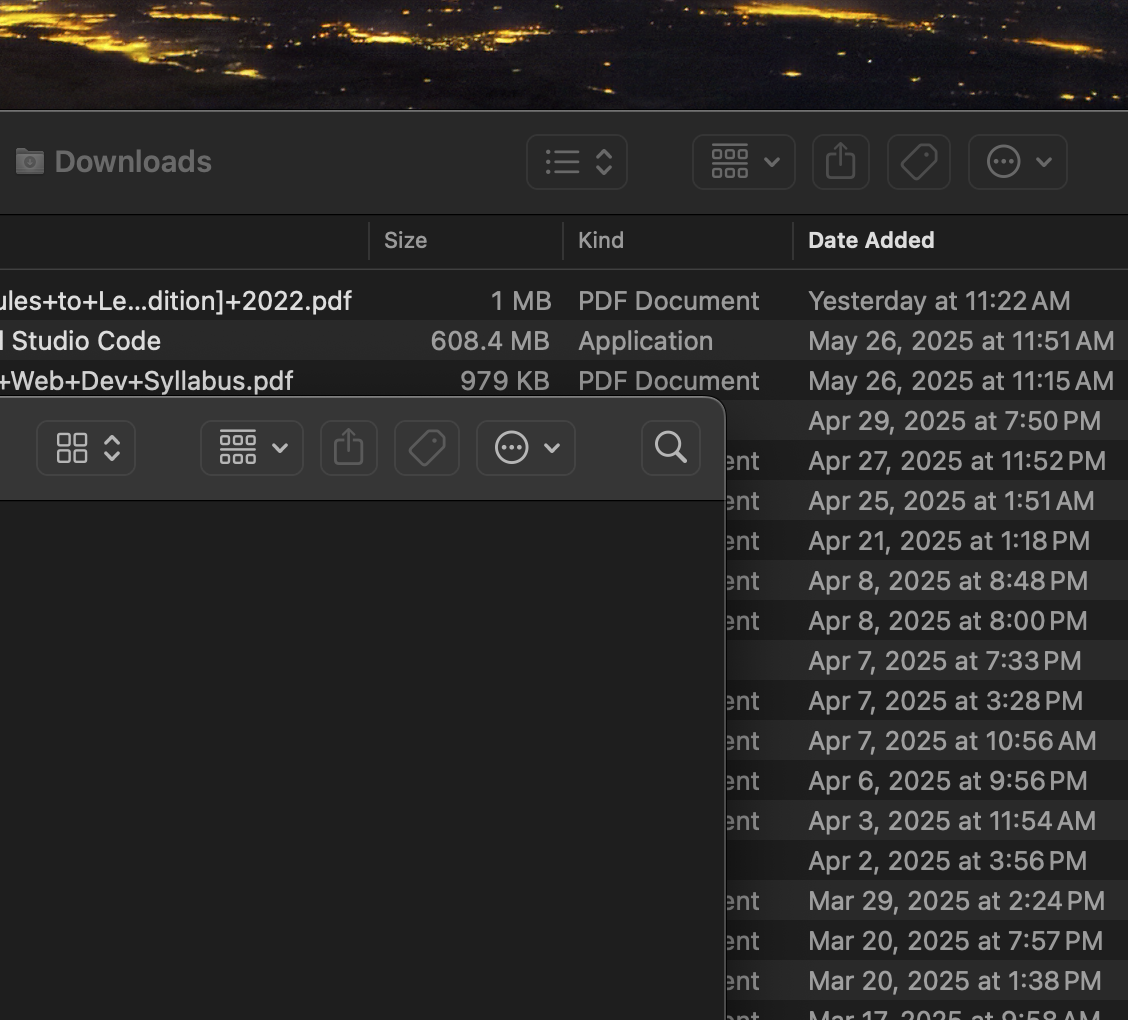 Downloads
Size Kind Date Added
ules+to+Le...dition]+2022.pdf 1 MB PDF Document Yesterday at 11:22 AM
Studio Code 608.4 MB Application May 26, 2025 at 11:51 AM
+Web+Dev+Syllabus.pdf 979 KB PDF Document May 26, 2025 at 11:15 AM
Apr 29, 2025 at 7:50 PM
ent Apr 27, 2025 at 11:52 PM
ent Apr 25, 2025 at 1:51 AM
ent Apr 21, 2025 at 1:18 PM
ent Apr 8, 2025 at 8:48 PM
ent Apr 8, 2025 at 8:00 PM
Apr 7, 2025 at 7:33 PM
ent Apr 7, 2025 at 3:28 PM
ent Apr 7, 2025 at 10:56 AM
ent Apr 6, 2025 at 9:56 PM
ent Apr 3, 2025 at 11:54 AM
Apr 2, 2025 at 3:56 PM
ent Mar 29, 2025 at 2:24 PM
ent Mar 20, 2025 at 7:57 PM
ent Mar 20, 2025 at 1:38 PM
ent Mar 17, 2025 at 9:58 AM